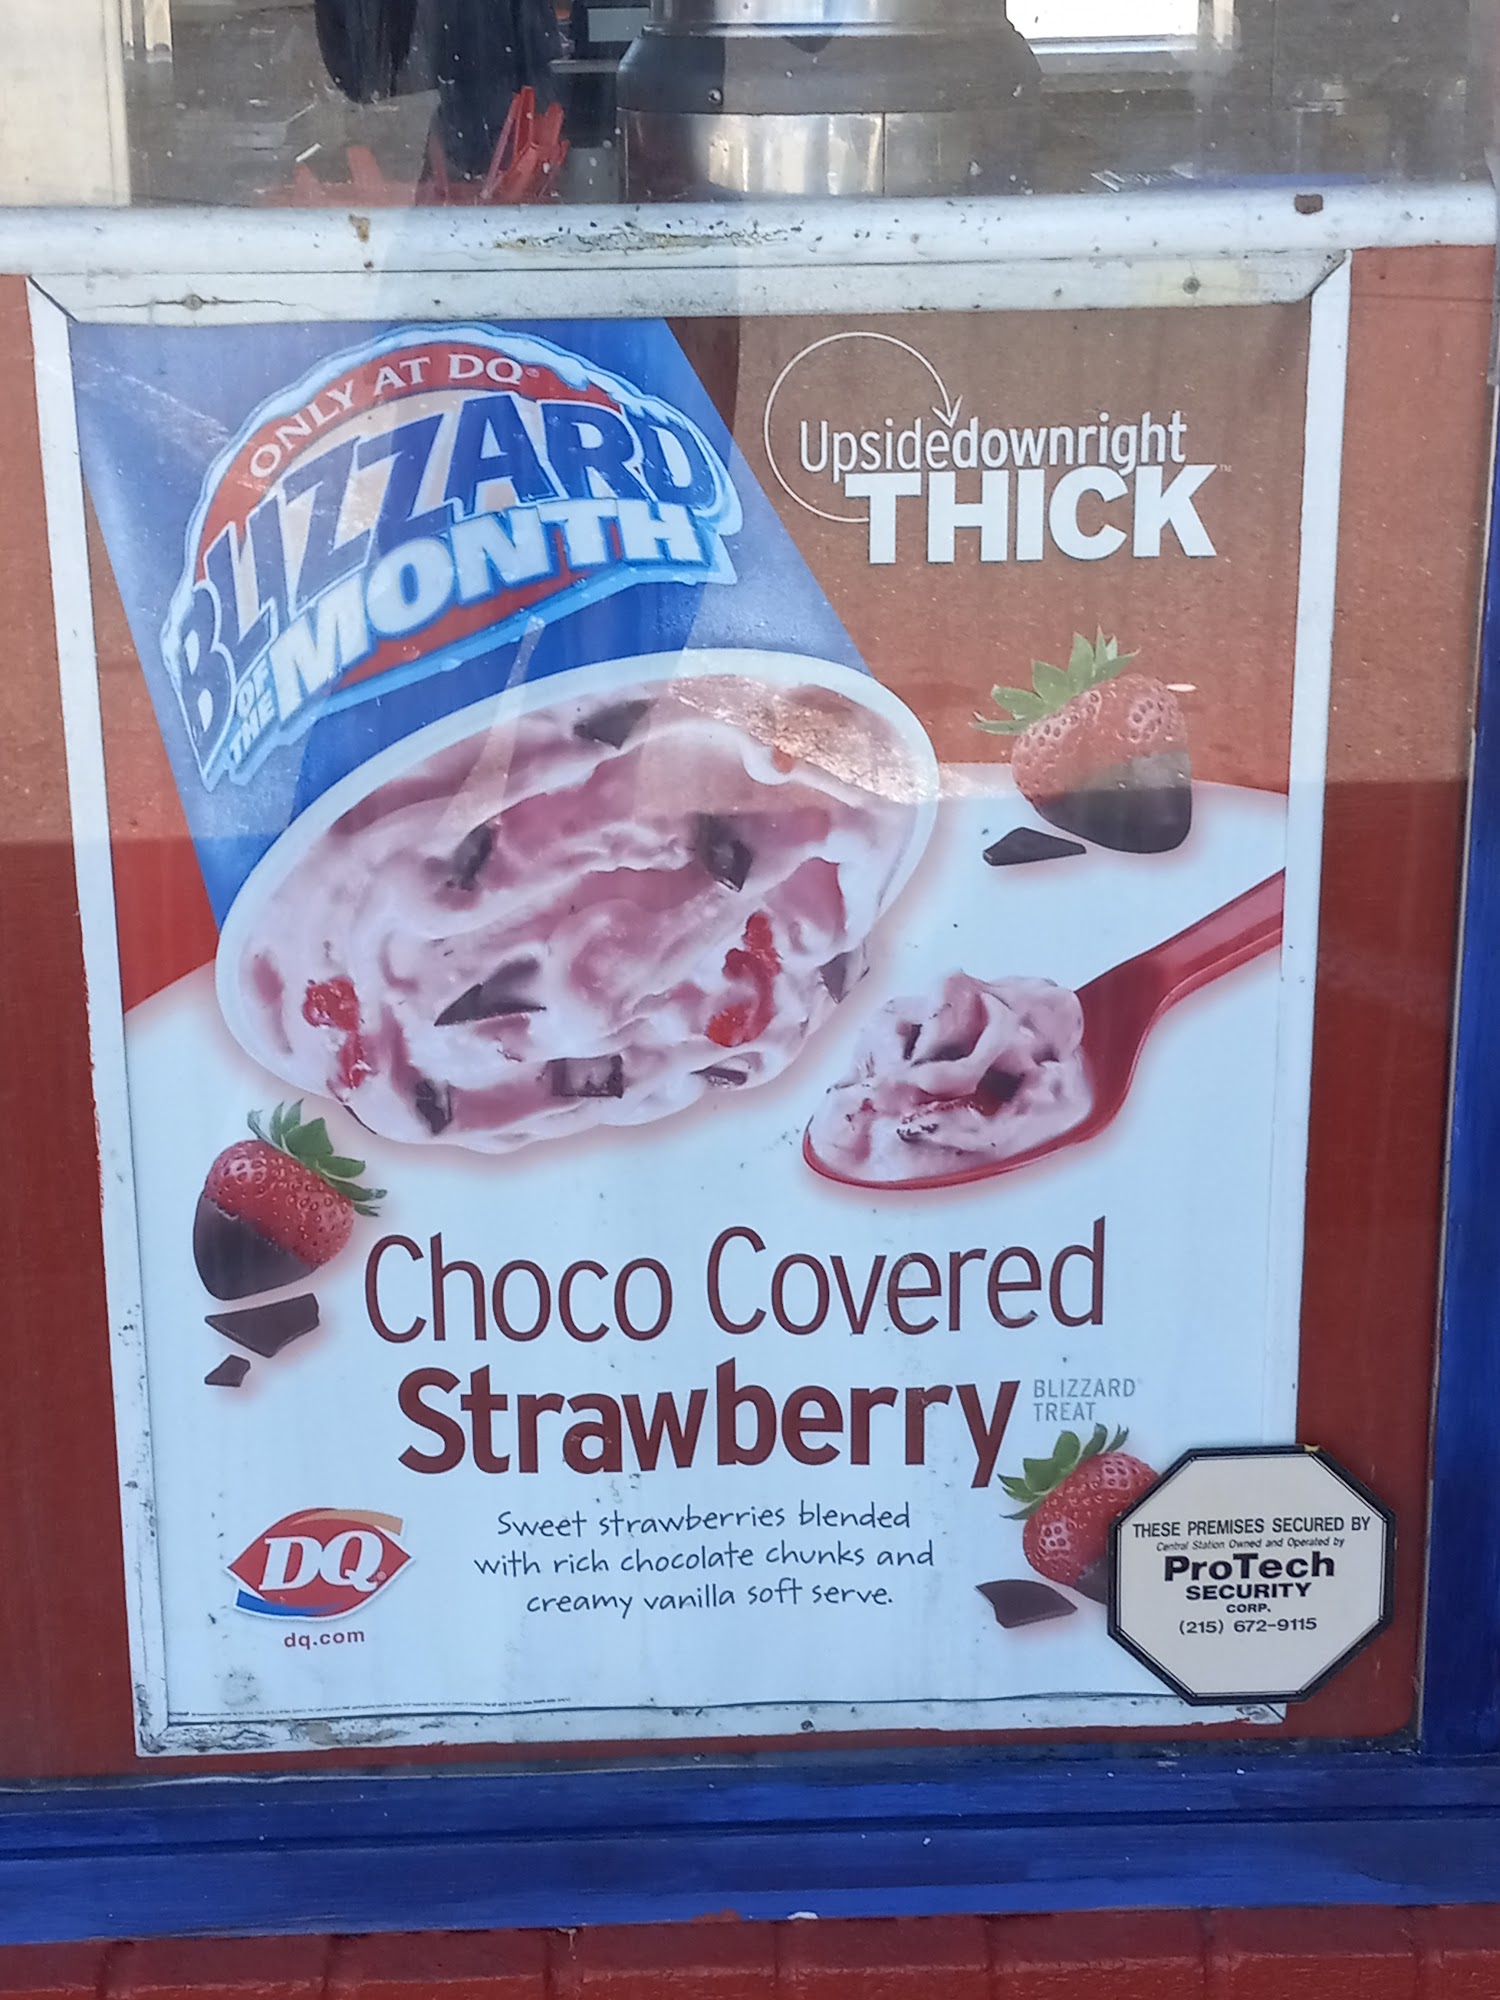 ONLY AT DQ®
BLIZZARD
OF THE
MONTH
Upsidedownright
THICK™
Choco Covered
Strawberry
BLIZZARD®
TREAT
Sweet strawberries blended
with rich chocolate chunks and
creamy vanilla soft serve.
DQ®
dq.com
THESE PREMISES SECURED BY
Central Station Owned and Operated by
ProTech
SECURITY
CORP.
(215) 672-9115